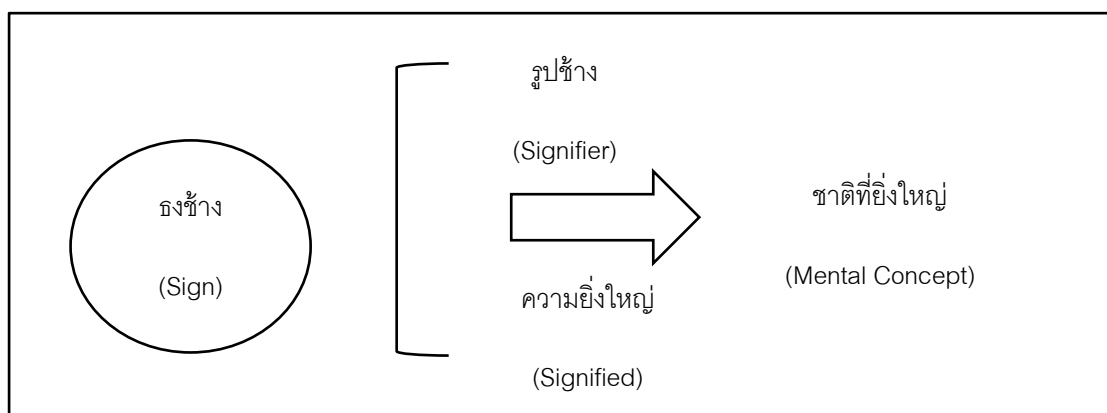 ธงช้าง
(Sign)
รูปช้าง
(Signifier)
ความยิ่งใหญ่
(Signified)
ชาติที่ยิ่งใหญ่
(Mental Concept)